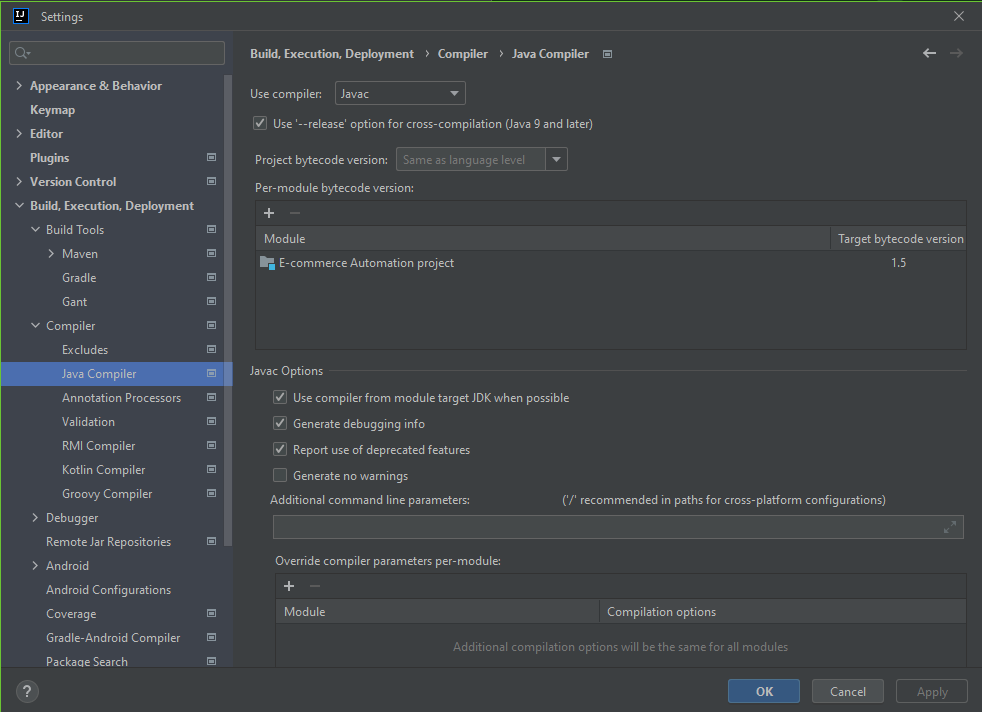 IJ
Settings
Appearance & Behavior
Keymap
Editor
Plugins
Version Control
Build, Execution, Deployment
Build Tools
Maven
Gradle
Gant
Compiler
Excludes
Java Compiler
Annotation Processors
Validation
RMI Compiler
Kotlin Compiler
Groovy Compiler
Debugger
Remote Jar Repositories
Android
Android Configurations
Coverage
Gradle-Android Compiler
Package Search
Build, Execution, Deployment › Compiler › Java Compiler
Use compiler: Javac
Use '--release' option for cross-compilation (Java 9 and later)
Project bytecode version: Same as language level
Per-module bytecode version:
+ −
Module Target bytecode version
E-commerce Automation project 1.5
Javac Options
Use compiler from module target JDK when possible
Generate debugging info
Report use of deprecated features
Generate no warnings
Additional command line parameters: ('/' recommended in paths for cross-platform configurations)
Override compiler parameters per-module:
+ −
Module Compilation options
Additional compilation options will be the same for all modules
? OK Cancel Apply